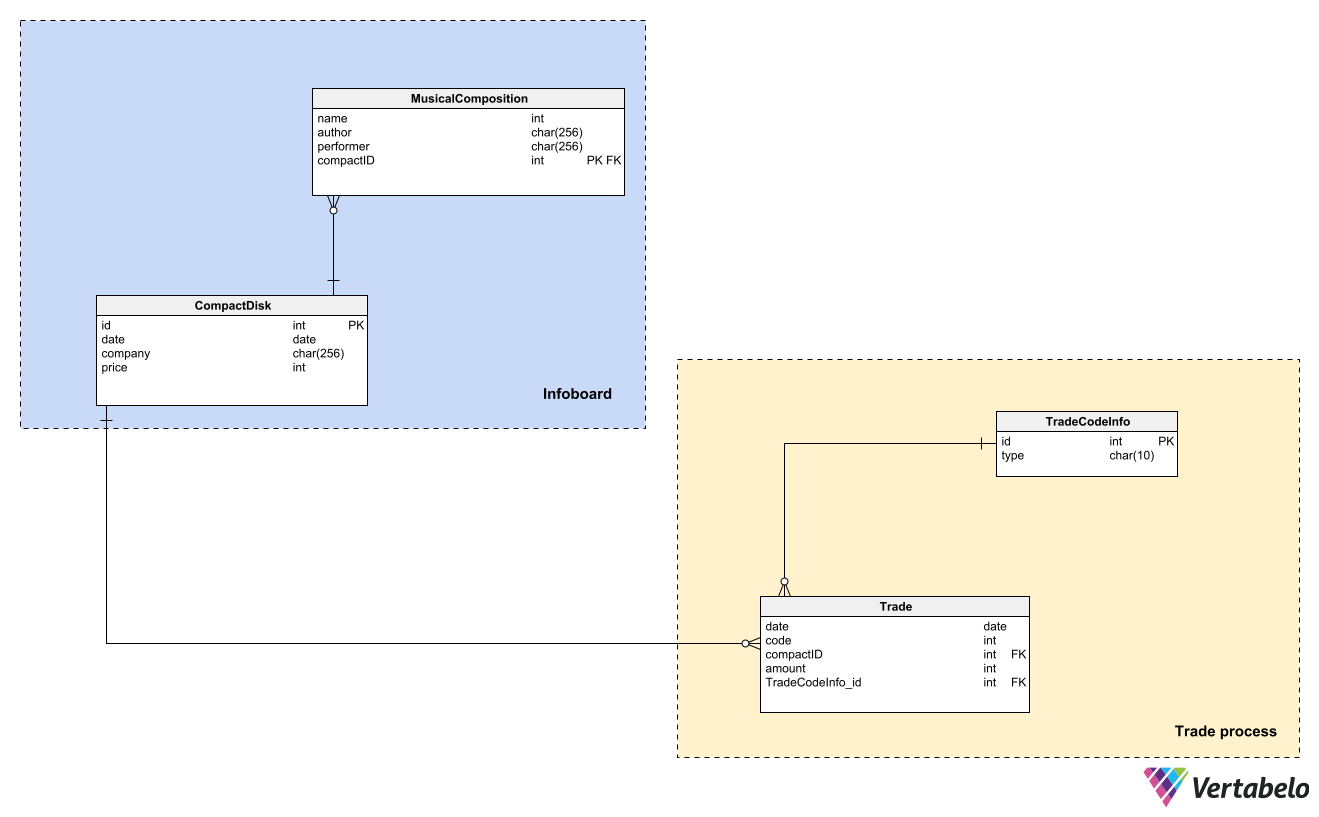 MusicalComposition
name int
author char(256)
performer char(256)
compactID int PK FK
CompactDisk
id int PK
date date
company char(256)
price int
Infoboard
TradeCodeInfo
id int PK
type char(10)
Trade
date date
code int
compactID int FK
amount int
TradeCodeInfo_id int FK
Trade process
Vertabelo